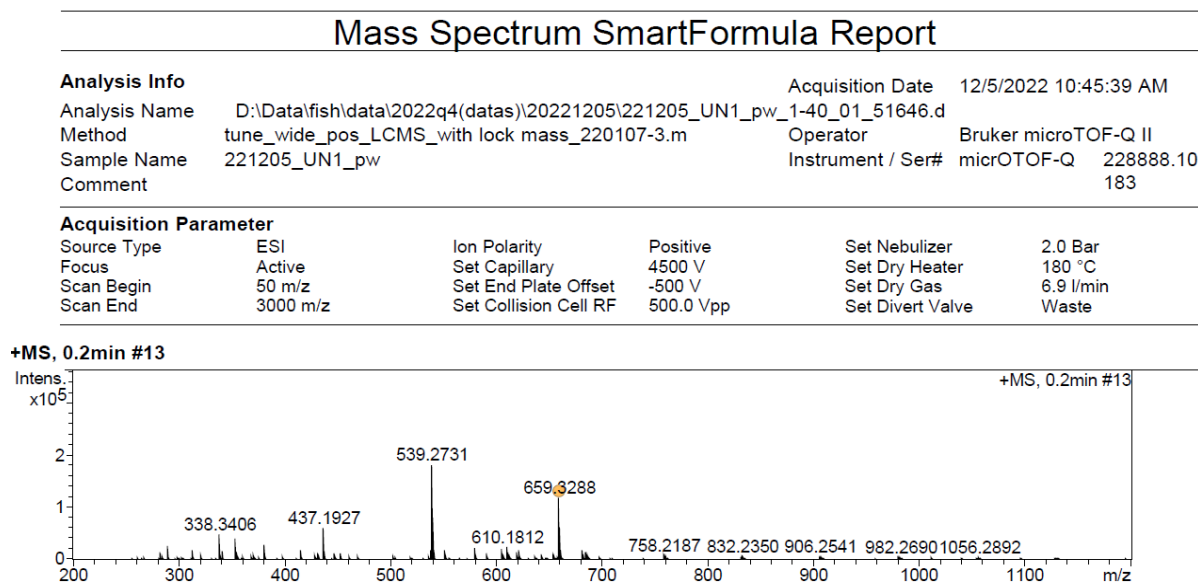 Mass Spectrum SmartFormula Report
Analysis Info
Acquisition Date 12/5/2022 10:45:39 AM
Analysis Name D:\Data\fish\data\2022q4(datas)\20221205\221205_UN1_pw_1-40_01_51646.d
Method tune_wide_pos_LCMS_with lock mass_220107-3.m Operator Bruker microTOF-Q II
Sample Name 221205_UN1_pw Instrument / Ser# micrOTOF-Q 228888.10
Comment 183
Acquisition Parameter
Source Type ESI Ion Polarity Positive Set Nebulizer 2.0 Bar
Focus Active Set Capillary 4500 V Set Dry Heater 180 °C
Scan Begin 50 m/z Set End Plate Offset -500 V Set Dry Gas 6.9 l/min
Scan End 3000 m/z Set Collision Cell RF 500.0 Vpp Set Divert Valve Waste
+MS, 0.2min #13
Intens. +MS, 0.2min #13
x10⁵
2 539.2731
659.3288
1
338.3406 437.1927 610.1812 758.2187 832.2350 906.2541 982.2690 1056.2892
0
200 300 400 500 600 700 800 900 1000 1100 m/z